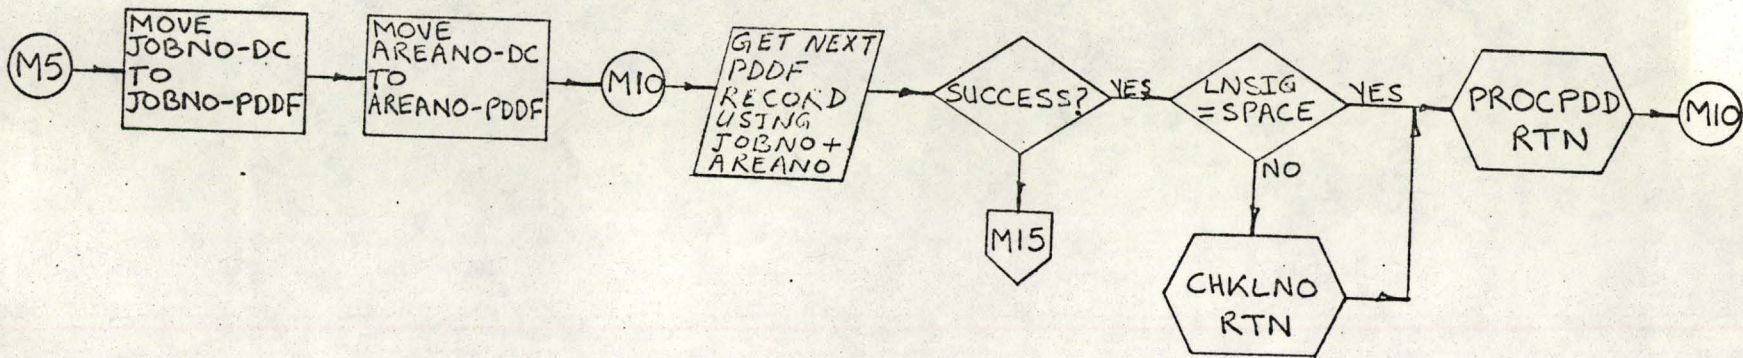 M5
MOVE
JOBNO-DC
TO
JOBNO-PDDF
MOVE
AREANO-DC
TO
AREANO-PDDF
M10
GET NEXT
PDDF
RECORD
USING
JOBNO+
AREANO
SUCCESS?
YES
M15
LNSIG
=SPACE
YES
NO
CHKLNO
RTN
PROCPDD
RTN
M10